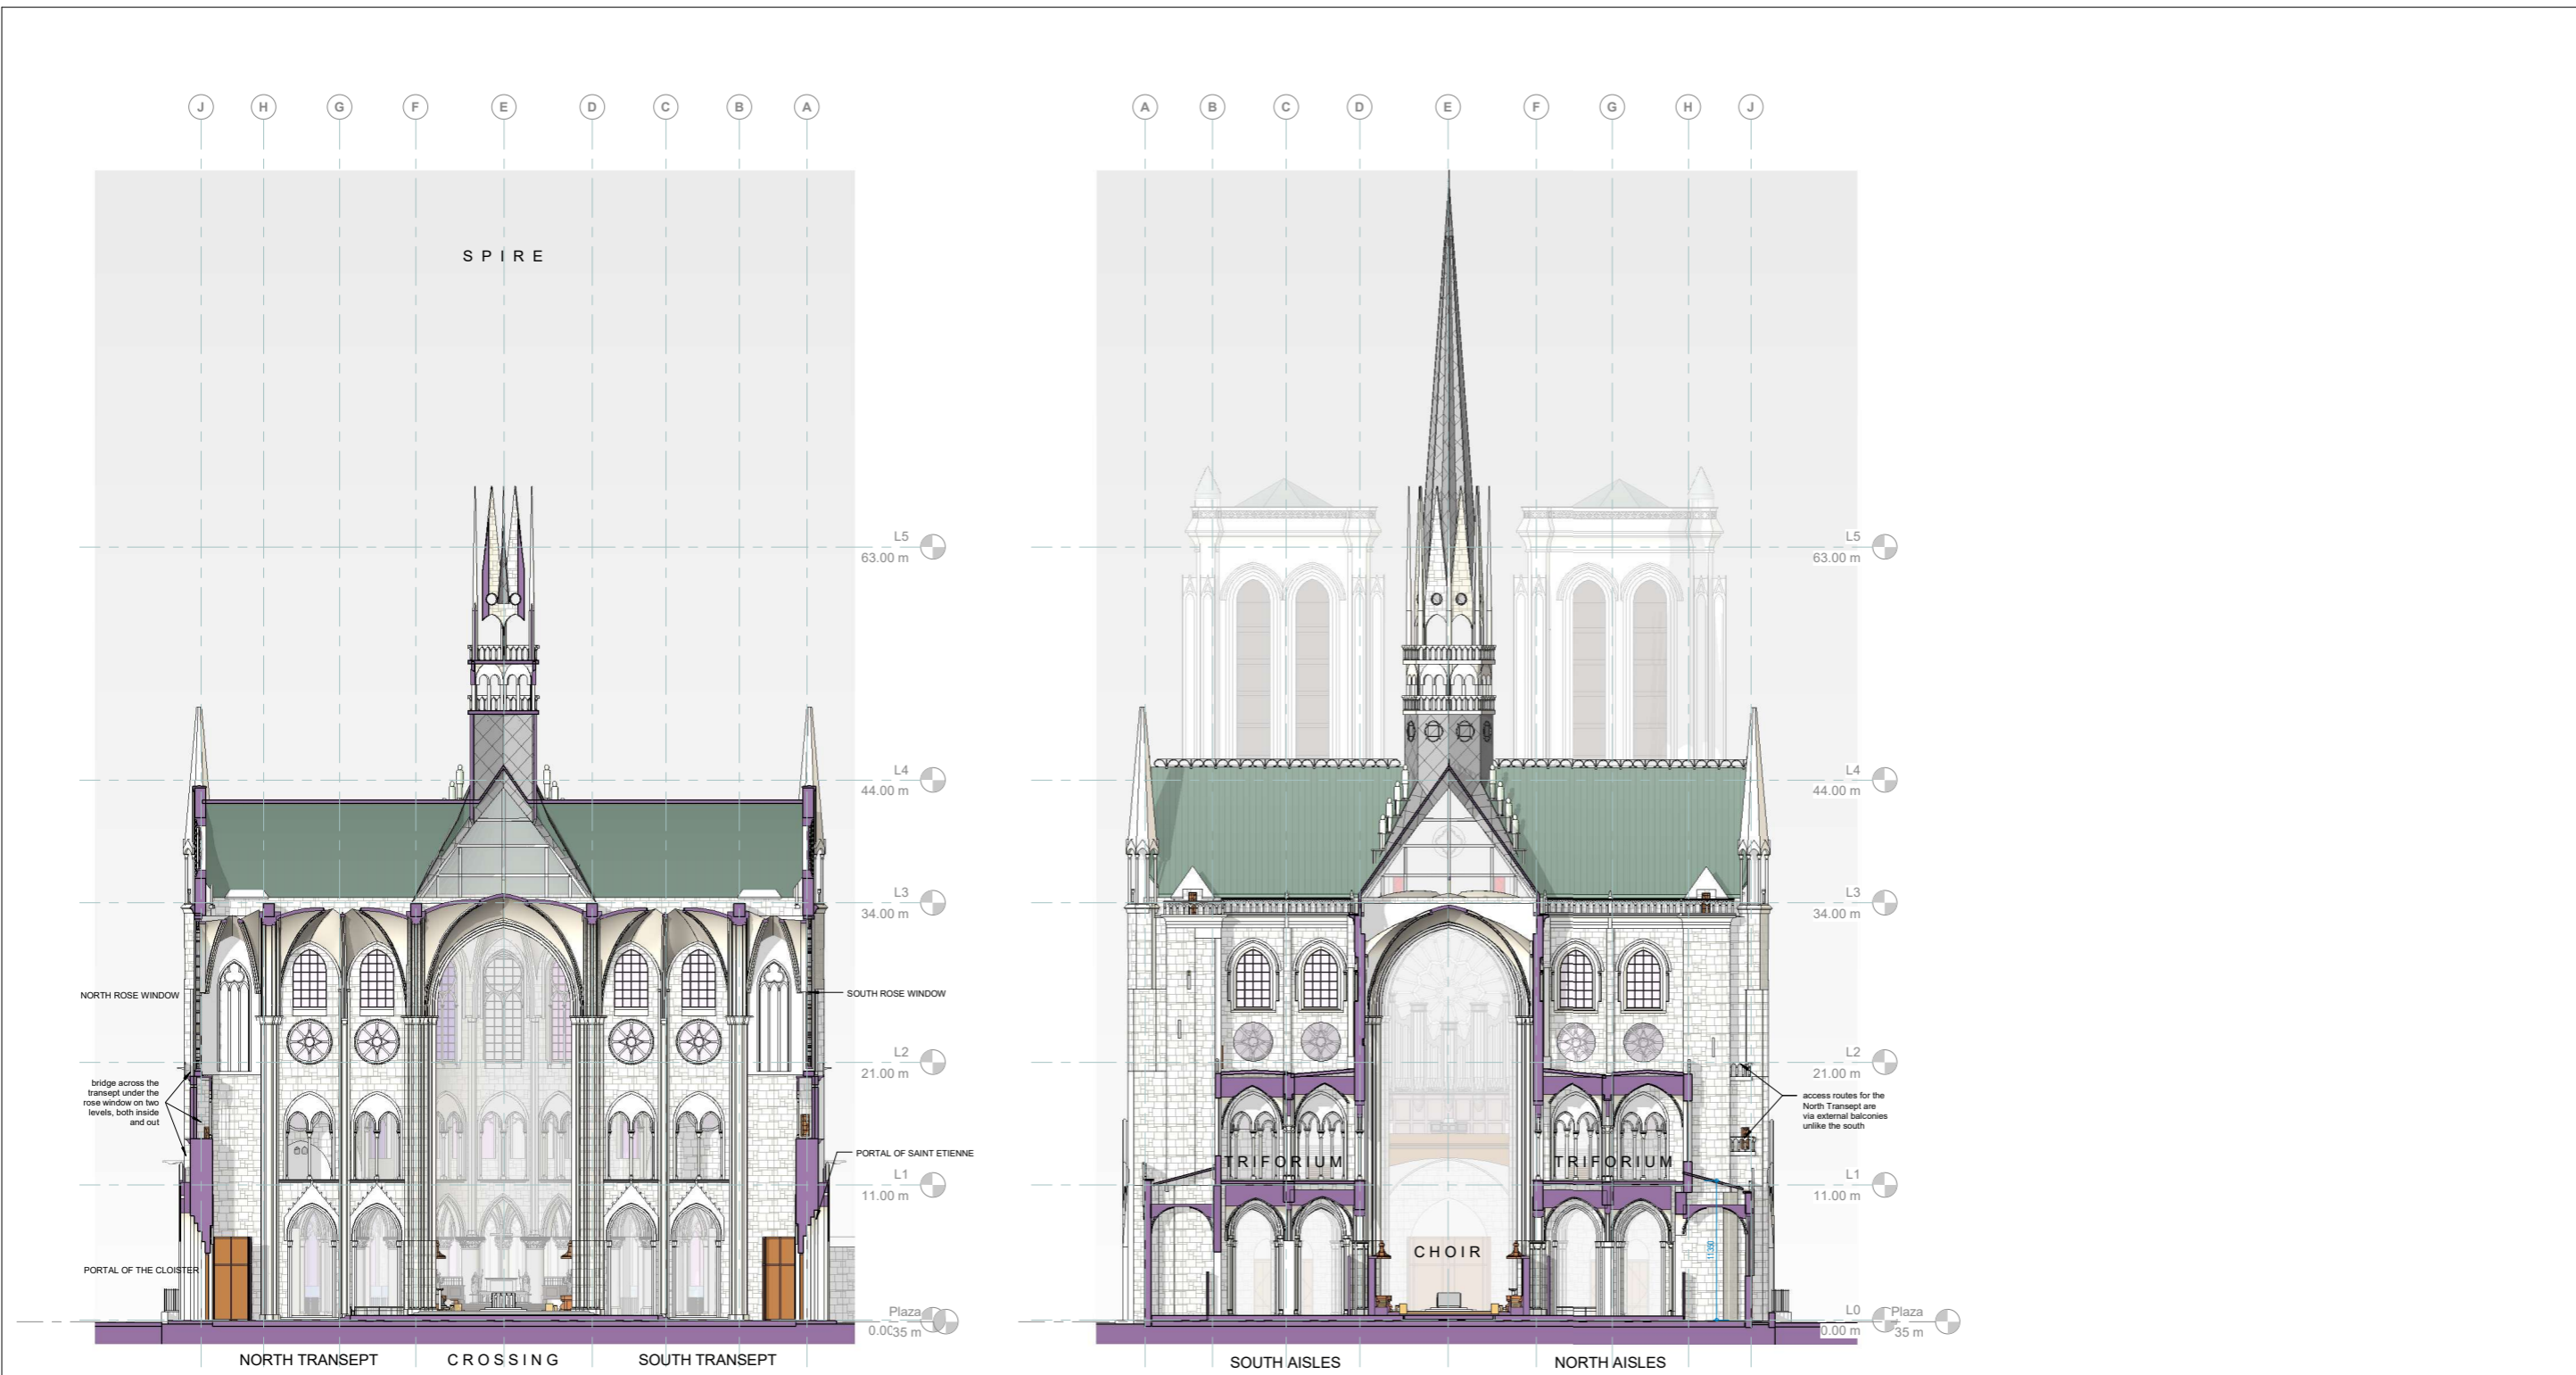 J H G F E D C B A
A B C D E F G H J
SPIRE
L5
63.00 m
L4
44.00 m
L3
34.00 m
NORTH ROSE WINDOW
SOUTH ROSE WINDOW
L2
21.00 m
bridge across the
transept under the
rose window on two
levels, both inside
and out
PORTAL OF SAINT ETIENNE
L1
11.00 m
PORTAL OF THE CLOISTER
Plaza
35 m
NORTH TRANSEPT
CROSSING
SOUTH TRANSEPT
L5
63.00 m
L4
44.00 m
L3
34.00 m
L2
21.00 m
access routes for the
North Transept are
via external balconies
unlike the south
TRIFORIUM
TRIFORIUM
L1
11.00 m
CHOIR
L0
0.00 m
Plaza
35 m
SOUTH AISLES
NORTH AISLES